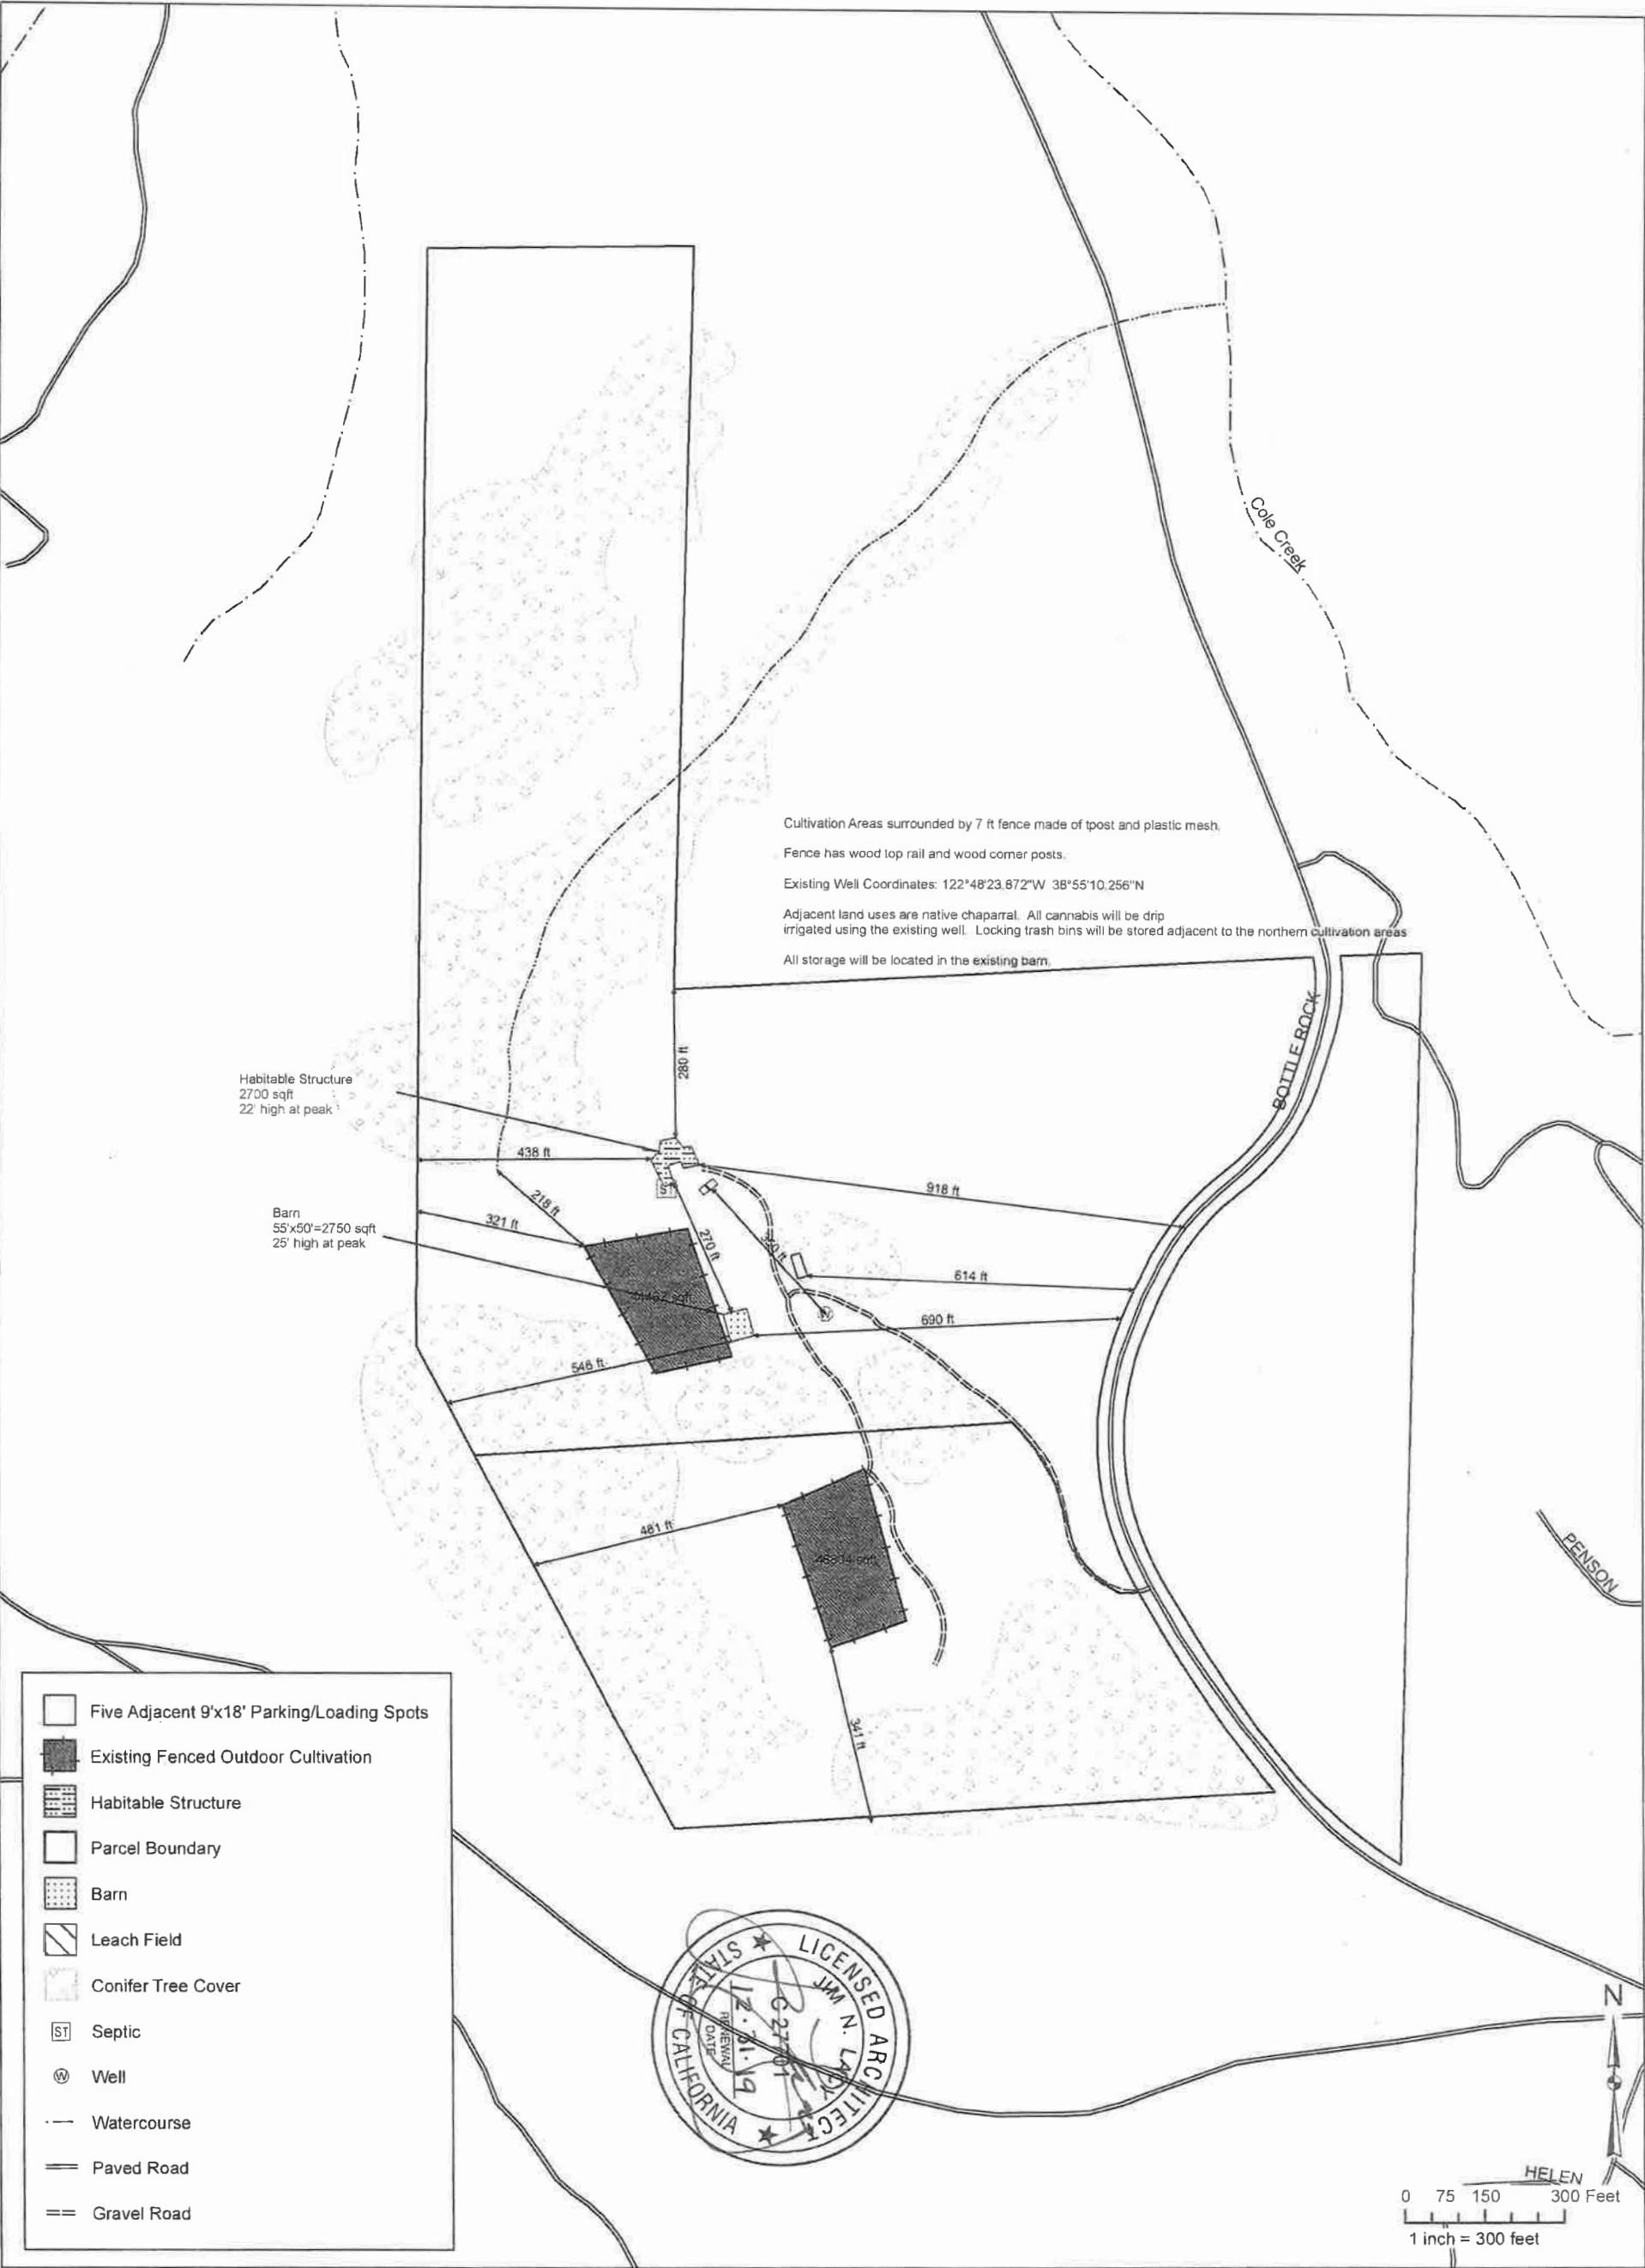 Cole Creek
Cultivation Areas surrounded by 7 ft fence made of tpost and plastic mesh.
Fence has wood top rail and wood corner posts.
Existing Well Coordinates: 122°48'23.872"W 38°55'10.256"N
Adjacent land uses are native chaparral. All cannabis will be drip
irrigated using the existing well. Locking trash bins will be stored adjacent to the northern cultivation areas
All storage will be located in the existing barn.
BOTTLE ROCK
280 ft
Habitable Structure
2700 sqft
22' high at peak
438 ft
ST
918 ft
218 ft
Barn
55'x50'=2750 sqft
25' high at peak
321 ft
270 ft
614 ft
W
690 ft
546 ft
481 ft
sqft
PENSON
341 ft
Five Adjacent 9'x18' Parking/Loading Spots
Existing Fenced Outdoor Cultivation
Habitable Structure
Parcel Boundary
Barn
Leach Field
Conifer Tree Cover
ST Septic
W Well
Watercourse
Paved Road
Gravel Road
LICENSED ARCHITECT
STATE OF CALIFORNIA
JIM N.
12.31.19
RENEWAL
DATE
N
HELEN
0 75 150 300 Feet
1 inch = 300 feet